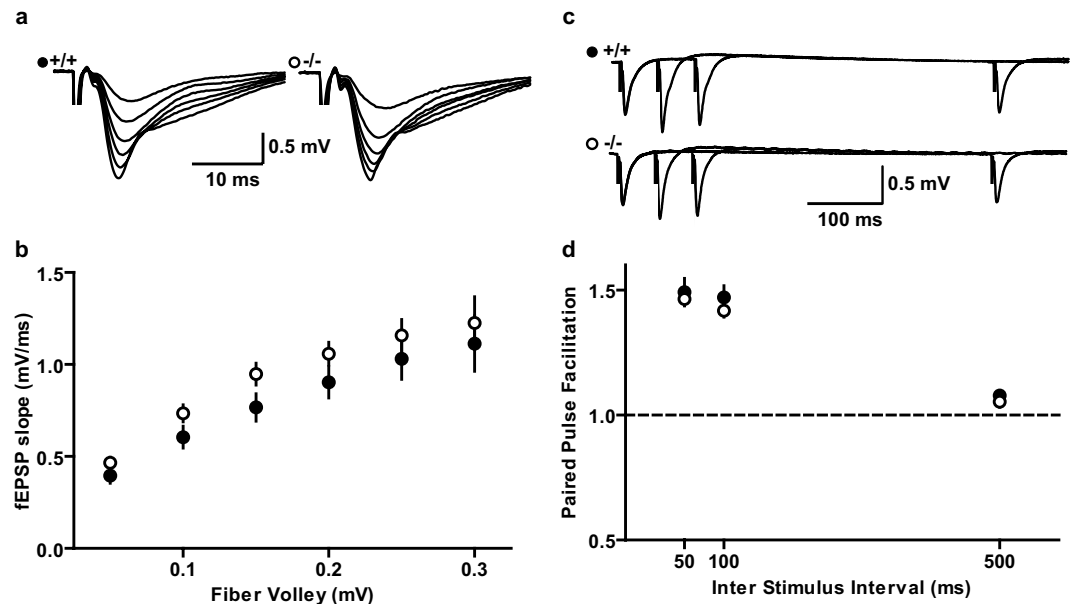 a
+/+
-/-
0.5 mV
10 ms
b
1.5
1.0
0.5
0.0
0.1
0.2
0.3
fEPSP slope (mV/ms)
Fiber Volley (mV)
c
+/+
-/-
0.5 mV
100 ms
d
1.5
1.0
0.5
50
100
500
Paired Pulse Facilitation
Inter Stimulus Interval (ms)